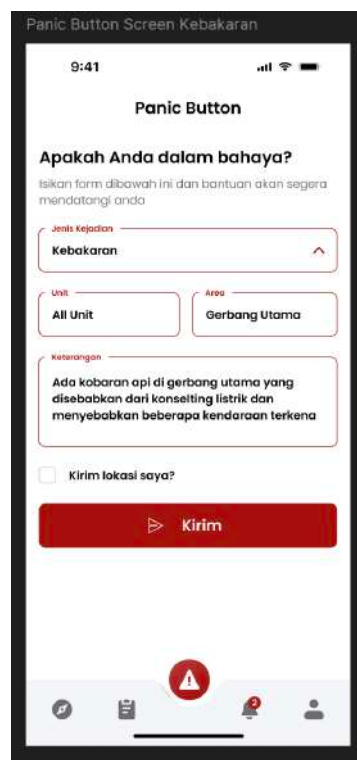 Panic Button Screen Kebakaran
9:41
Panic Button
Apakah Anda dalam bahaya?
Isikan form dibawah ini dan bantuan akan segera
mendatangi anda
Jenis Kejadian
Kebakaran
Unit
Area
All Unit
Gerbang Utama
Keterangan
Ada kobaran api di gerbang utama yang
disebabkan dari konselting listrik dan
menyebabkan beberapa kendaraan terkena
Kirim lokasi saya?
Kirim
2